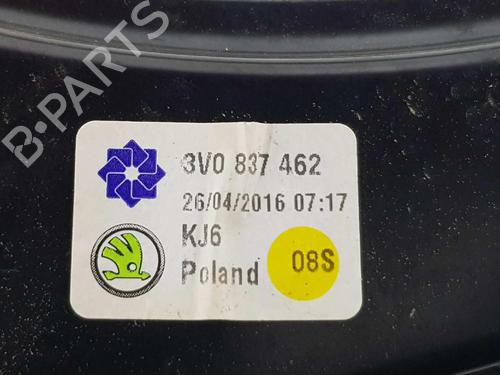 B-PARTS
3V0 837 462
26/04/2016 07:17
KJ6
Poland
08S